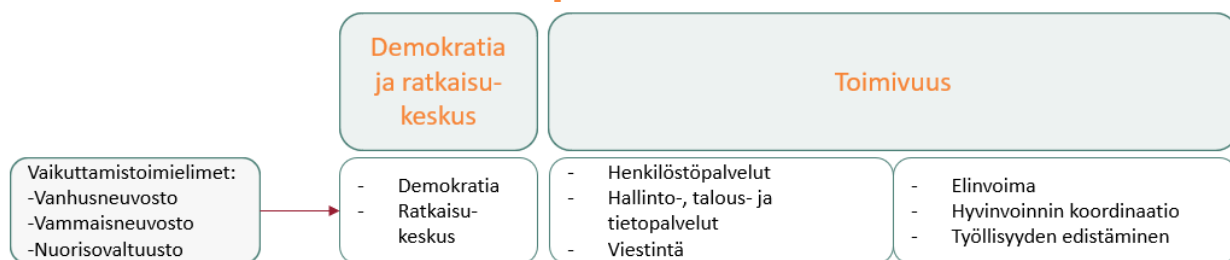 Demokratia
ja ratkaisu-
keskus
Toimivuus
Vaikuttamistoimielimet:
-Vanhusneuvosto
-Vammaisneuvosto
-Nuorisovaltuusto
- Demokratia
- Ratkaisu-
keskus
- Henkilöstöpalvelut
- Hallinto-, talous- ja
tietopalvelut
- Viestintä
- Elinvoima
- Hyvinvoinnin koordinaatio
- Työllisyyden edistäminen